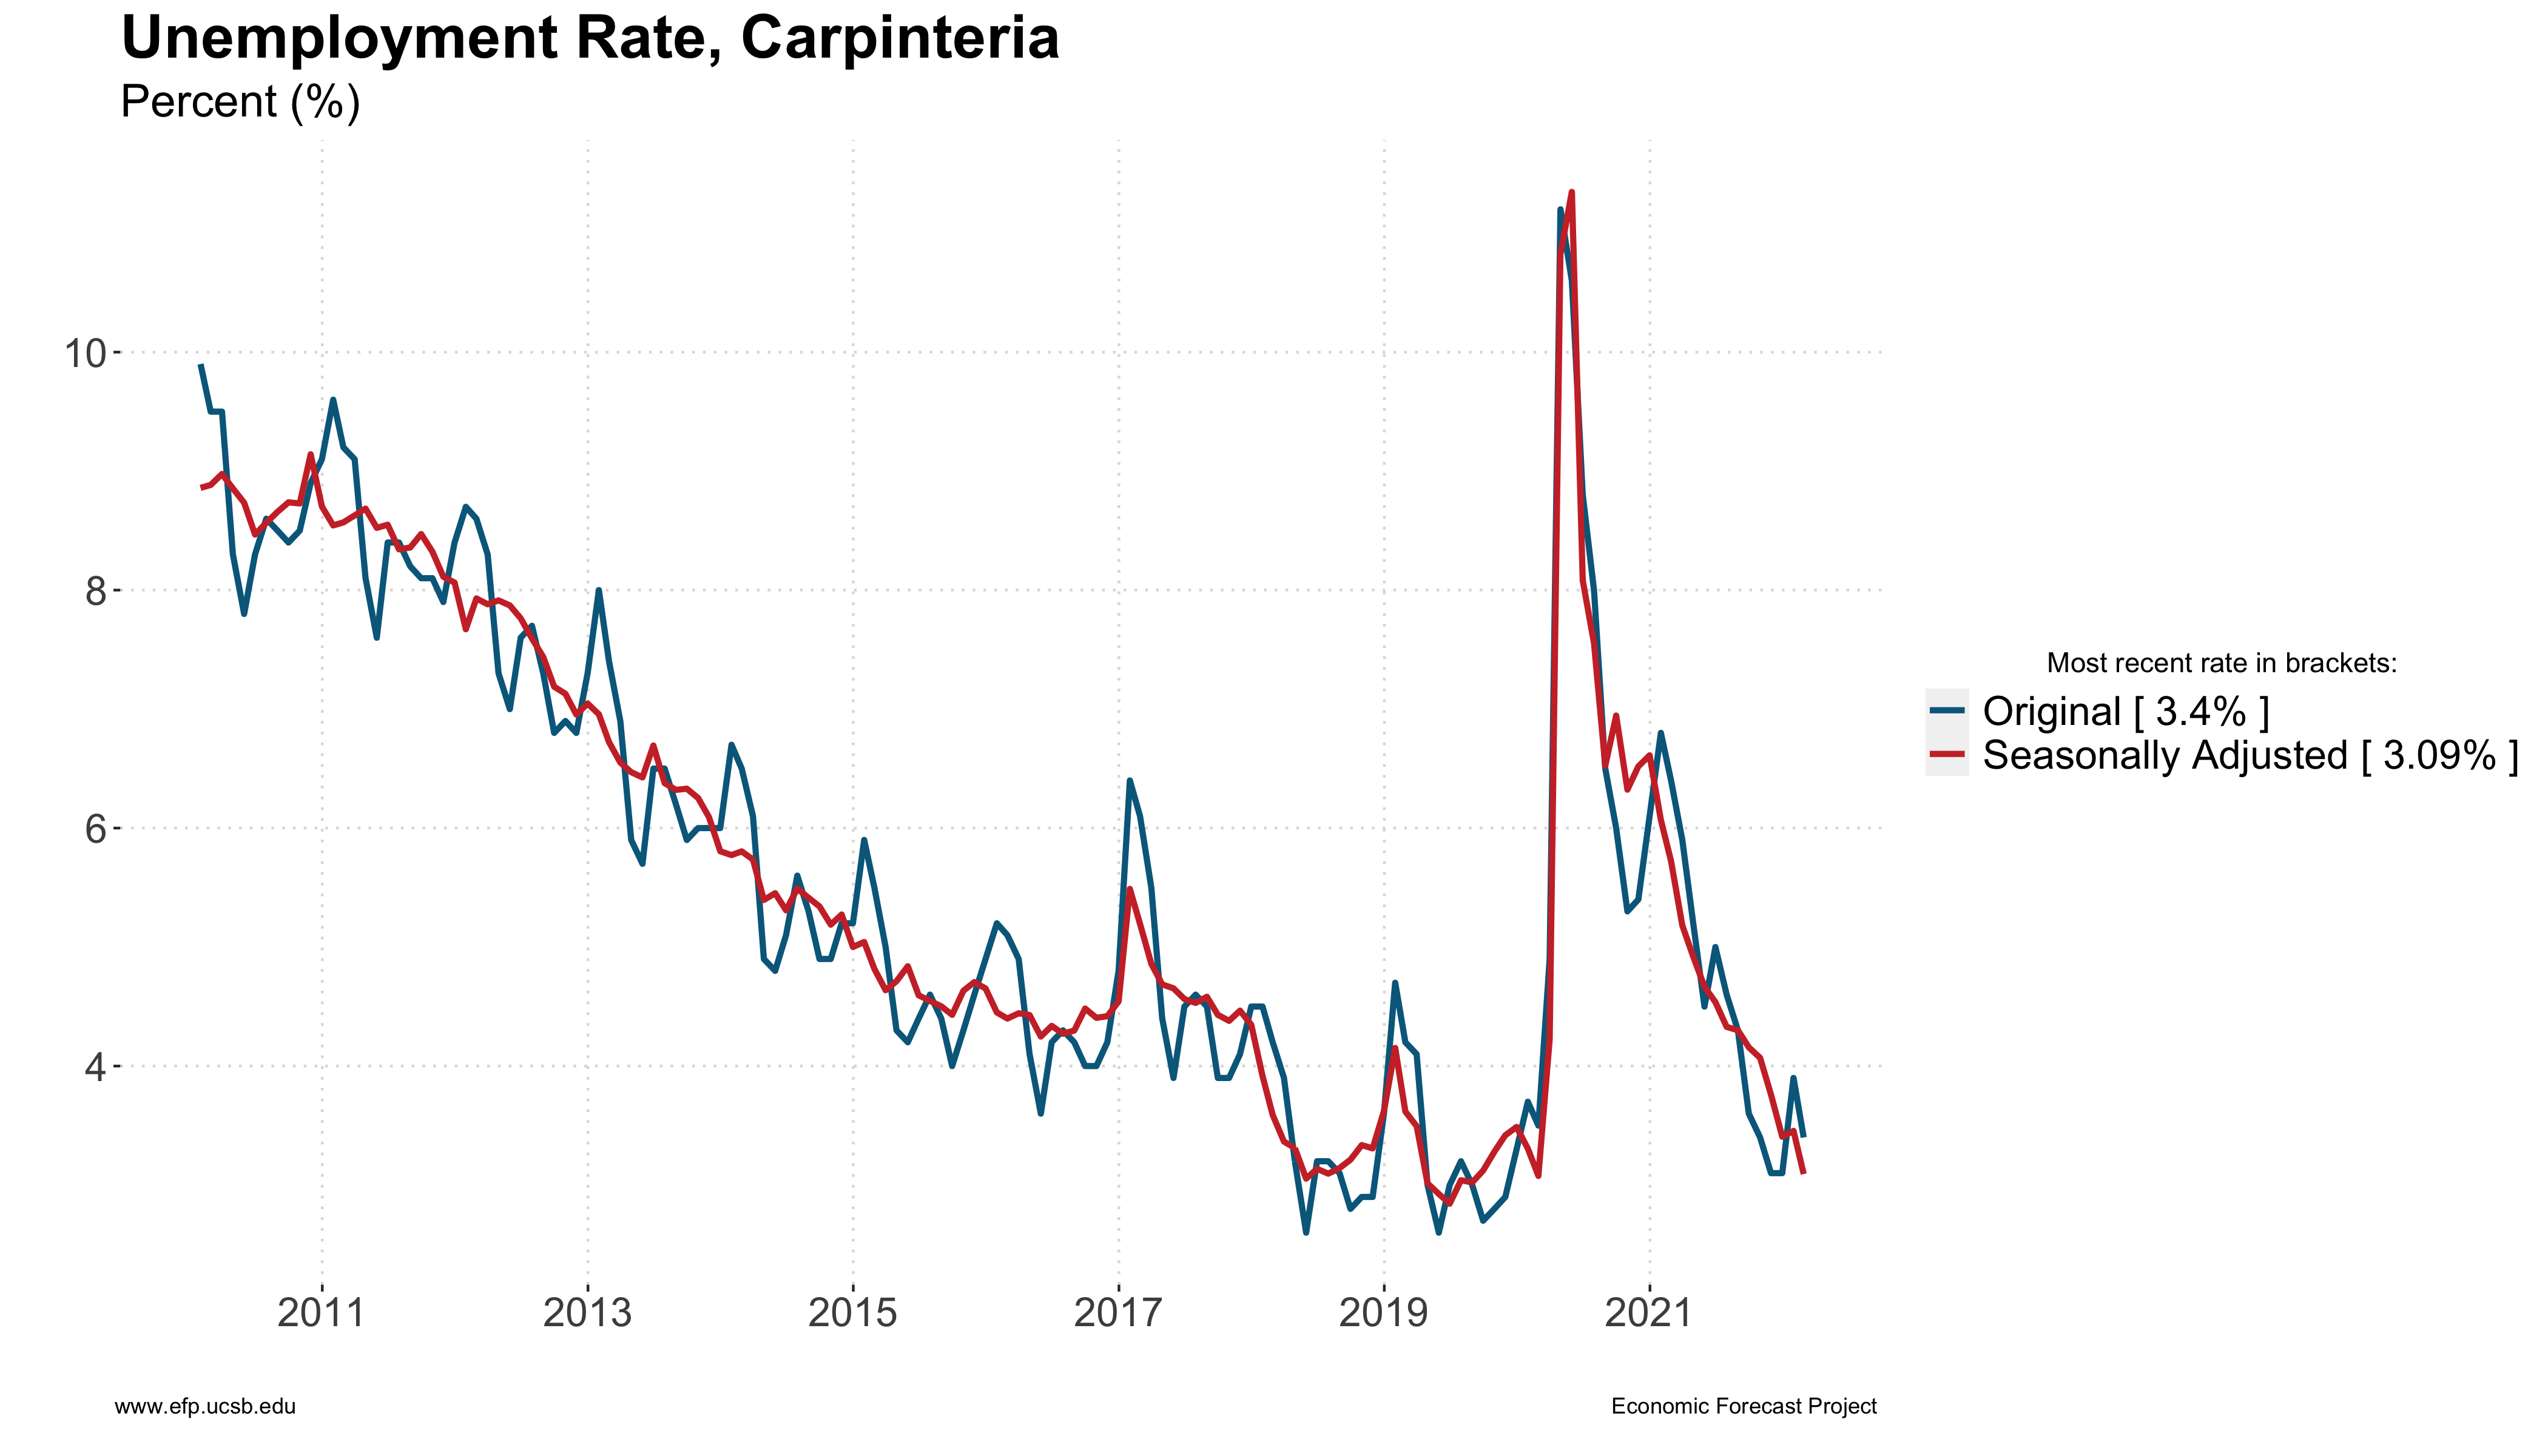 Unemployment Rate, Carpinteria
Percent (%)
10
8
6
4
2011 2013 2015 2017 2019 2021
Most recent rate in brackets:
Original [ 3.4% ]
Seasonally Adjusted [ 3.09% ]
www.efp.ucsb.edu Economic Forecast Project